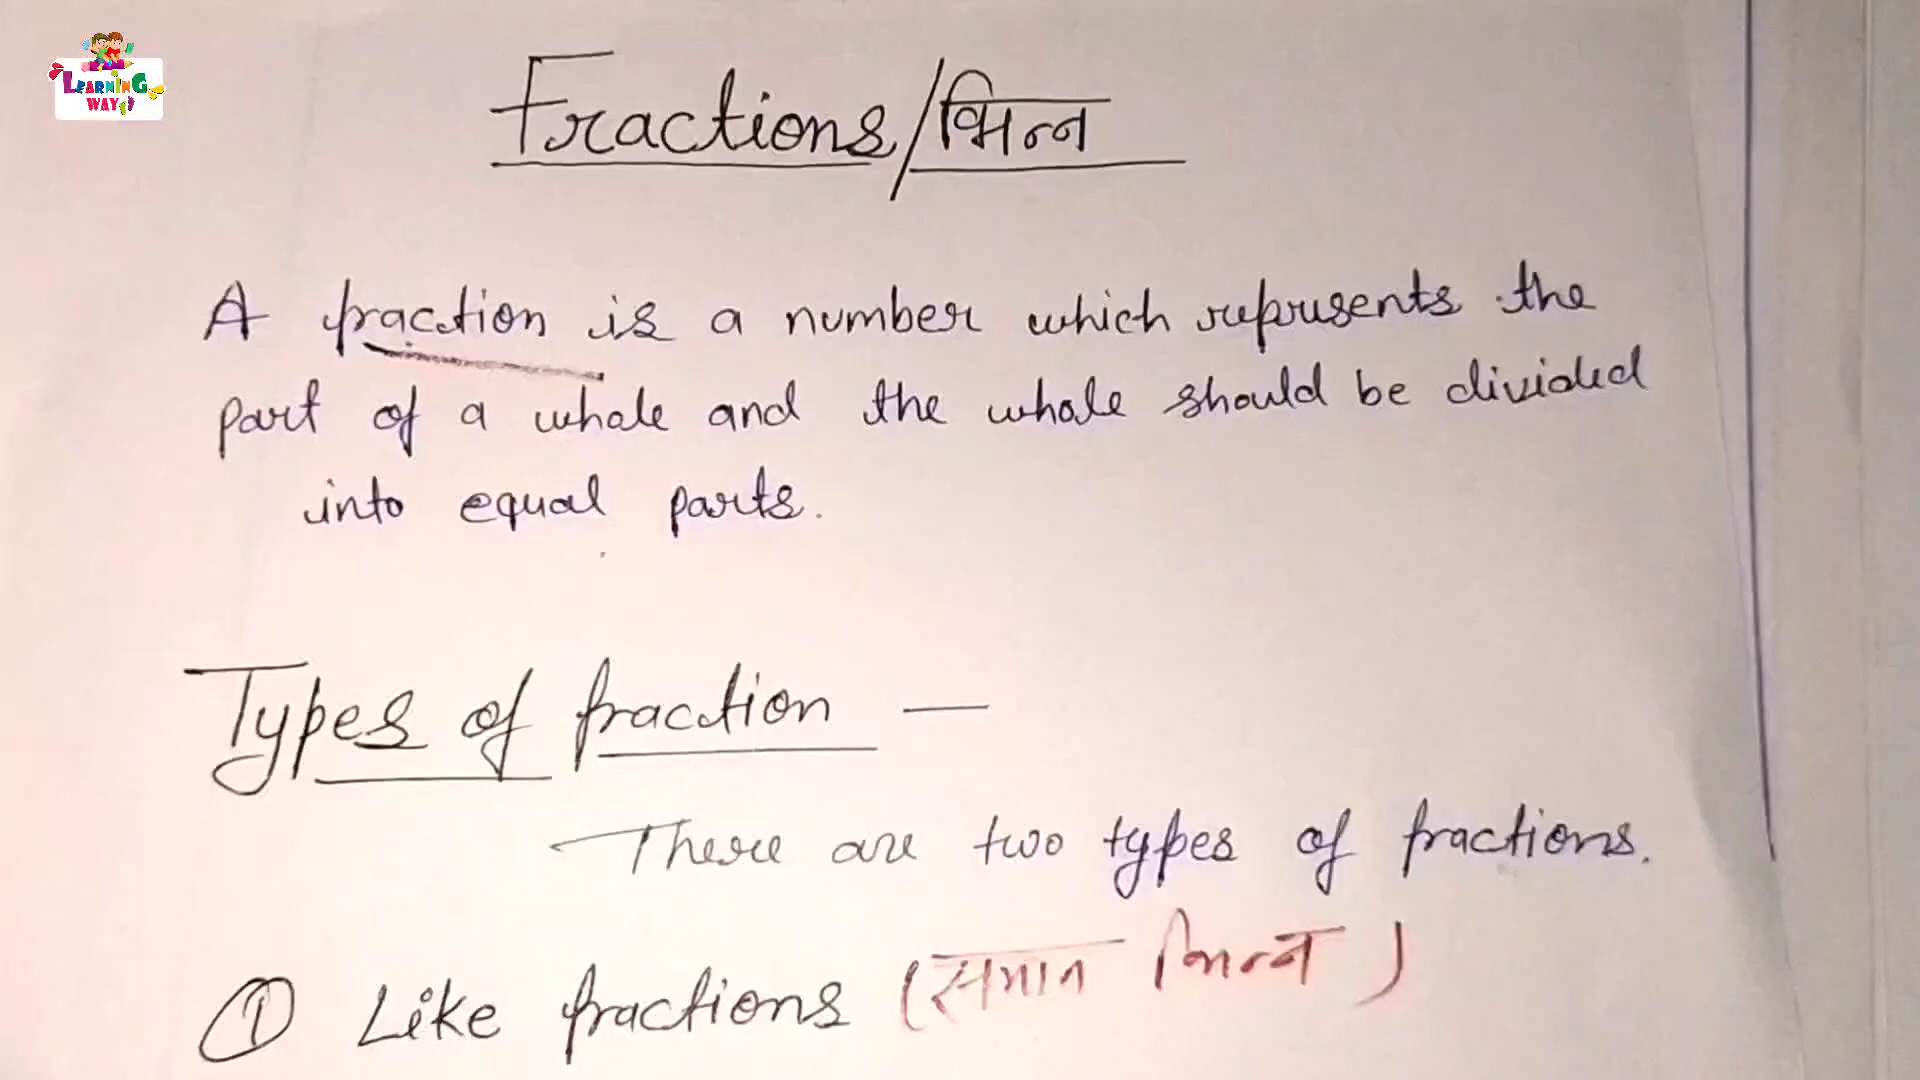 LEARNING
WAY
Fractions/भिन्न
A fraction is a number which represents the
part of a whole and the whole should be divided
into equal parts.
Types of fraction —
There are two types of fractions.
① Like fractions (समान भिन्न)